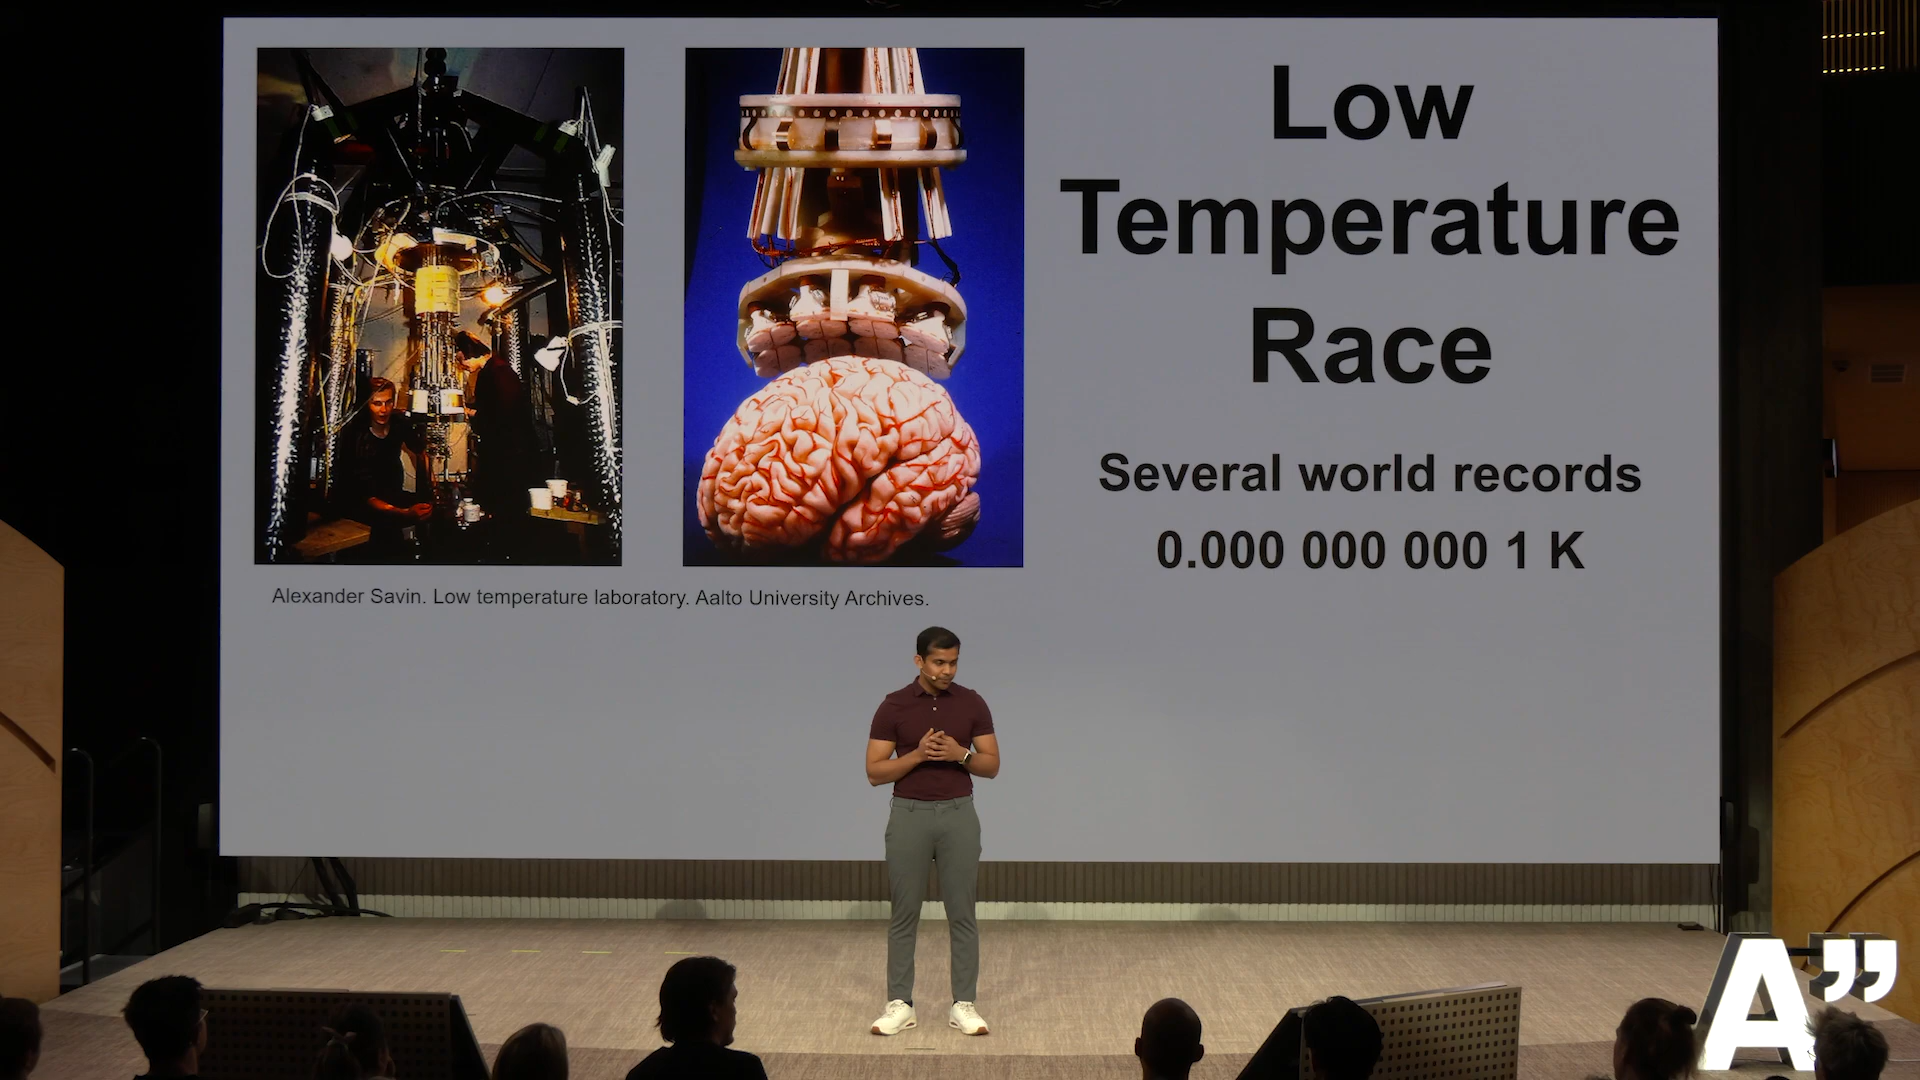 Low
Temperature
Race
Several world records
0.000 000 000 1 K
Alexander Savin. Low temperature laboratory. Aalto University Archives.
A”